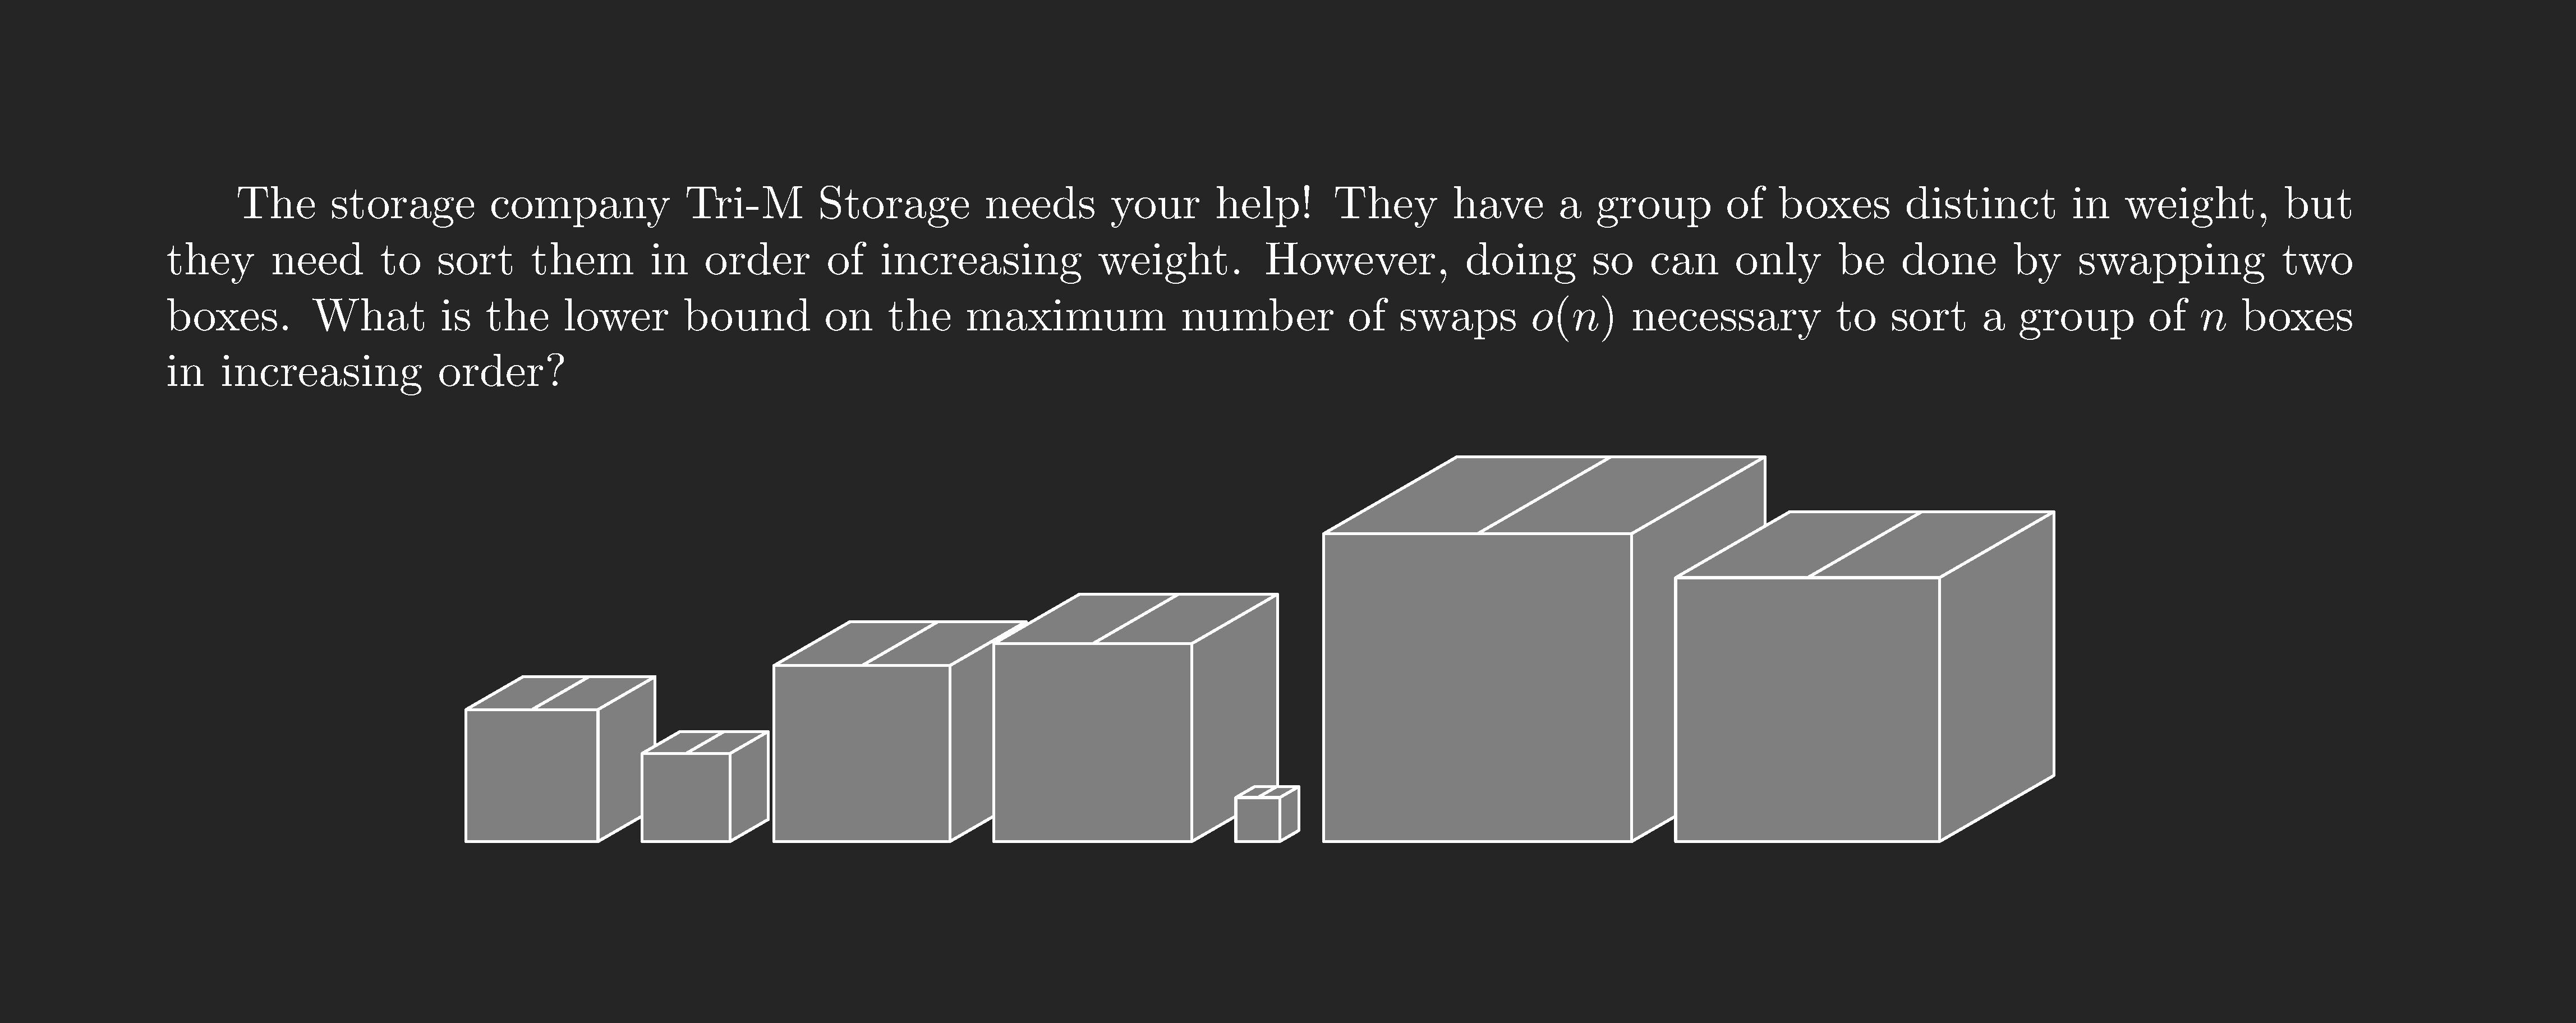 The storage company Tri-M Storage needs your help! They have a group of boxes distinct in weight, but
they need to sort them in order of increasing weight. However, doing so can only be done by swapping two
boxes. What is the lower bound on the maximum number of swaps o(n) necessary to sort a group of n boxes
in increasing order?